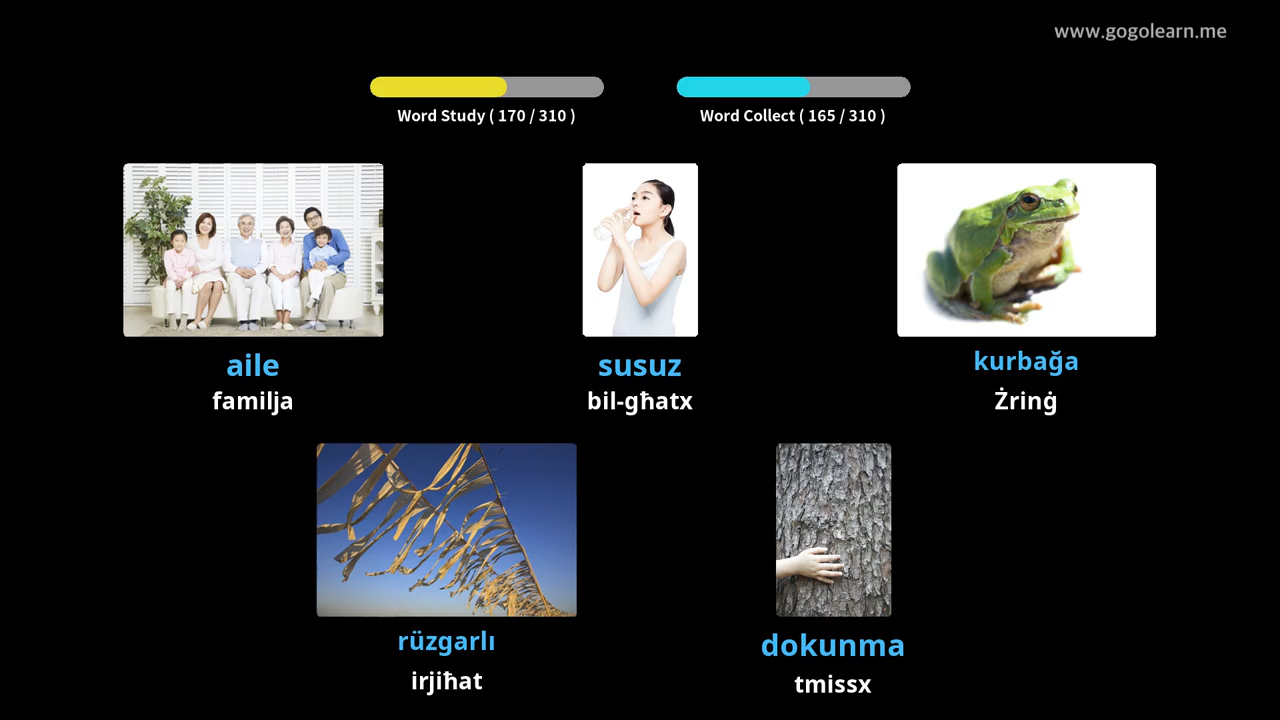 www.gogolearn.me
Word Study ( 170 / 310 )
Word Collect ( 165 / 310 )
aile
familja
susuz
bil-għatx
kurbağa
Żrinġ
rüzgarlı
irjiħat
dokunma
tmissx